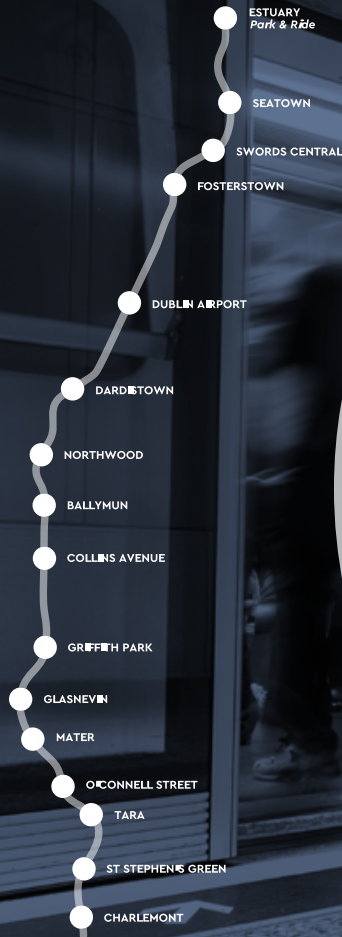 ESTUARY
Park & Ride
SEATOWN
SWORDS CENTRAL
FOSTERSTOWN
DUBLIN AIRPORT
DARDISTOWN
NORTHWOOD
BALLYMUN
COLLINS AVENUE
GRIFFITH PARK
GLASNEVIN
MATER
O'CONNELL STREET
TARA
ST STEPHEN'S GREEN
CHARLEMONT